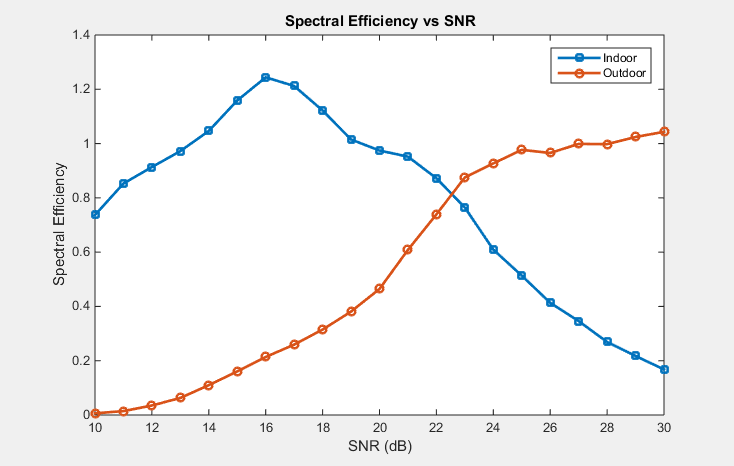 Spectral Efficiency vs SNR
1.4
1.2
1
0.8
0.6
0.4
0.2
0
Spectral Efficiency
Indoor
Outdoor
10 12 14 16 18 20 22 24 26 28 30
SNR (dB)